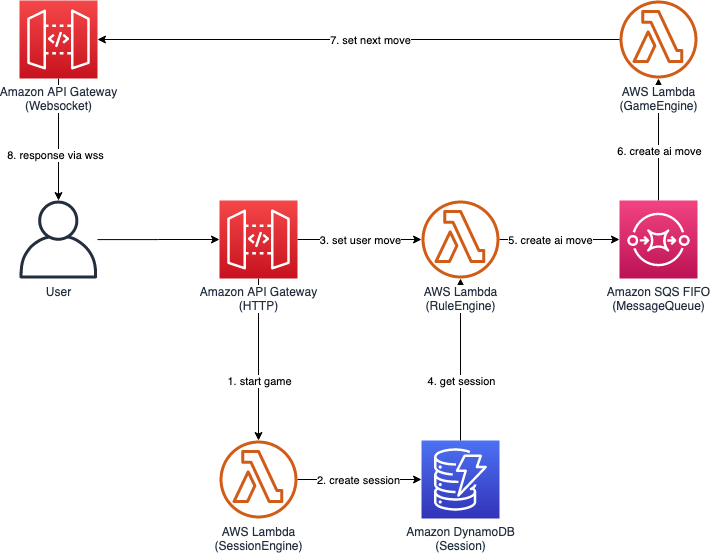 7. set next move
Amazon API Gateway
(Websocket)
AWS Lambda
(GameEngine)
8. response via wss
6. create ai move
3. set user move
5. create ai move
User
Amazon API Gateway
(HTTP)
AWS Lambda
(RuleEngine)
Amazon SQS FIFO
(MessageQueue)
1. start game
4. get session
2. create session
AWS Lambda
(SessionEngine)
Amazon DynamoDB
(Session)